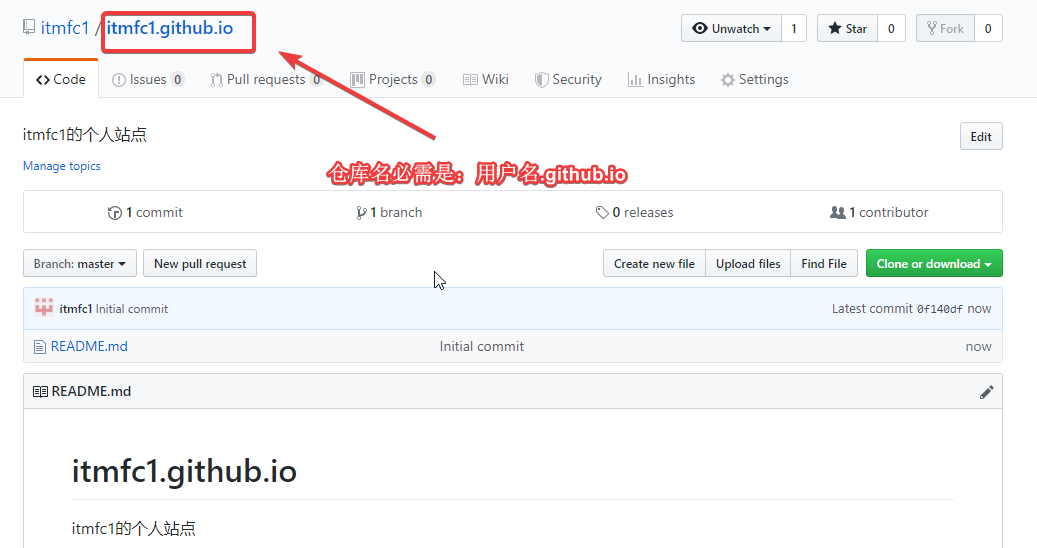 itmfc1 / itmfc1.github.io
Unwatch 1 Star 0 Fork 0
Code Issues 0 Pull requests 0 Projects 0 Wiki Security Insights Settings
itmfc1的个人站点
Edit
Manage topics
仓库名必需是：用户名.github.io
1 commit 1 branch 0 releases 1 contributor
Branch: master New pull request Create new file Upload files Find File Clone or download
itmfc1 Initial commit Latest commit 0f140df now
README.md Initial commit now
README.md
itmfc1.github.io
itmfc1的个人站点